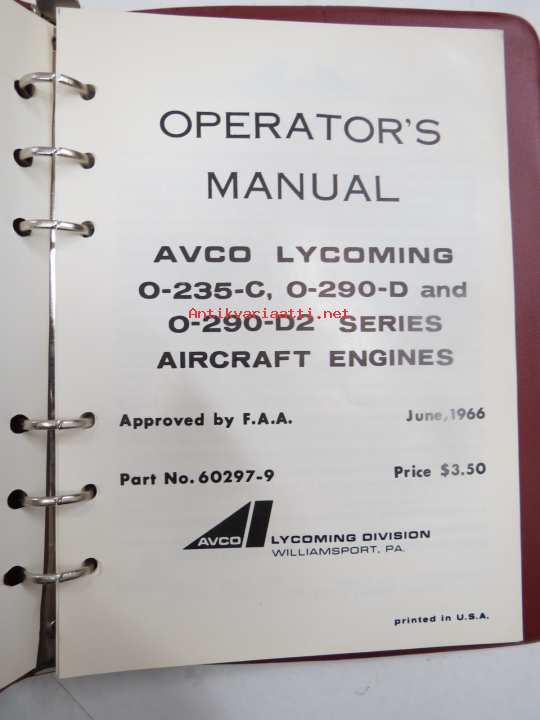 OPERATOR'S
MANUAL
AVCO LYCOMING
O-235-C, O-290-D and
Antikvariaatti.net
O-290-D2 SERIES
AIRCRAFT ENGINES
Approved by F.A.A. June, 1966
Part No. 60297-9 Price $3.50
AVCO LYCOMING DIVISION
WILLIAMSPORT, PA.
printed in U.S.A.